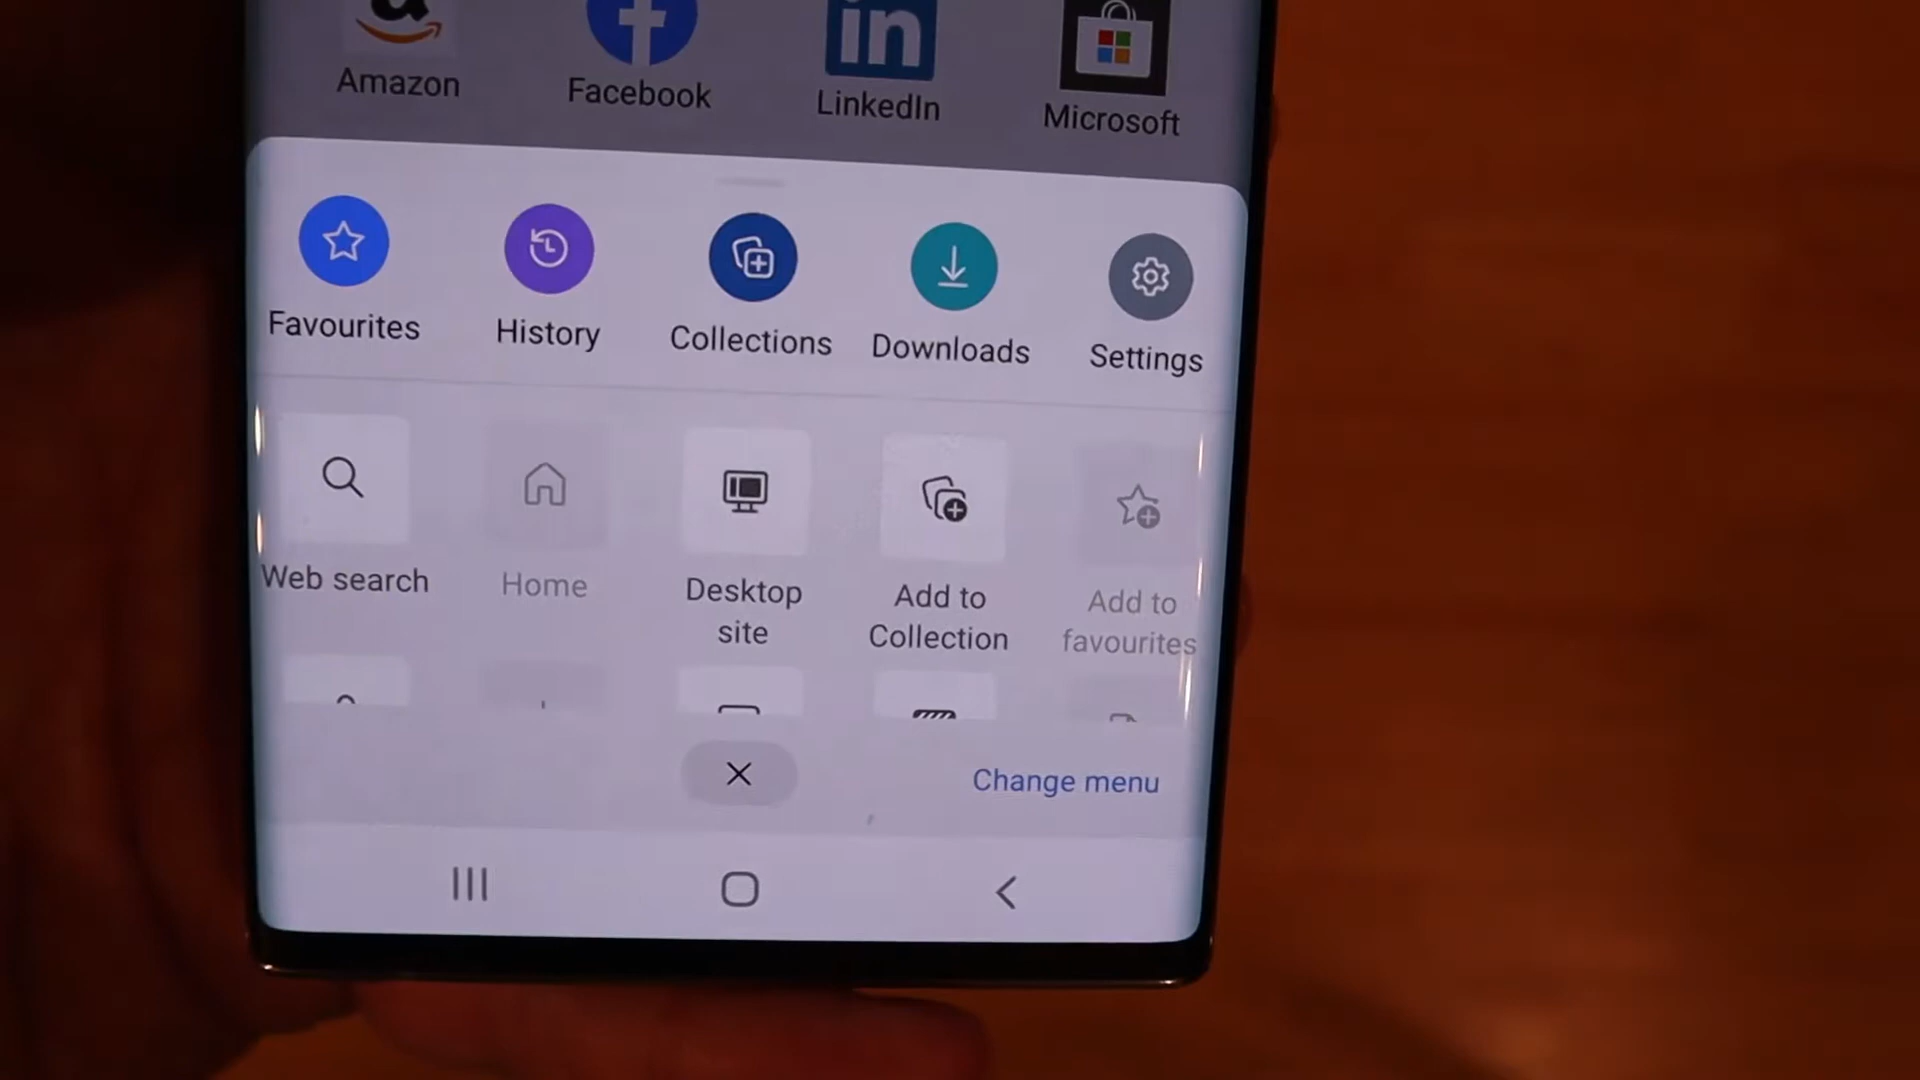 Amazon
Facebook
LinkedIn
Microsoft
Favourites
History
Collections
Downloads
Settings
Web search
Home
Desktop
site
Add to
Collection
Add to
favourites
Change menu